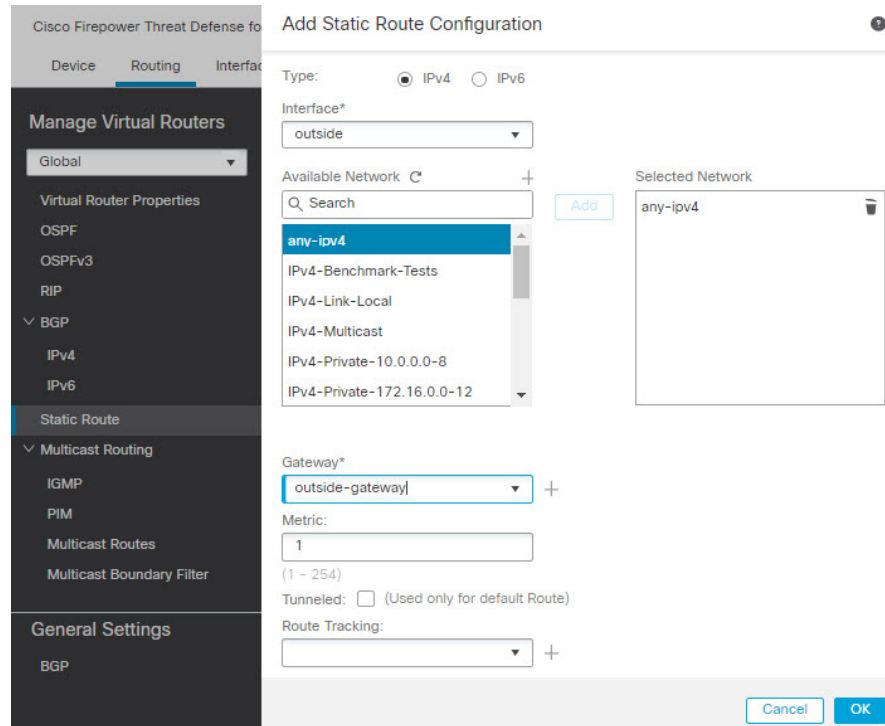 Cisco Firepower Threat Defense fo
Device Routing Interfac
Manage Virtual Routers
Global
Virtual Router Properties
OSPF
OSPFv3
RIP
BGP
IPv4
IPv6
Static Route
Multicast Routing
IGMP
PIM
Multicast Routes
Multicast Boundary Filter
General Settings
BGP
Add Static Route Configuration
?
Type: IPv4 IPv6
Interface*
outside
Available Network
Search
Add
any-ipv4
IPv4-Benchmark-Tests
IPv4-Link-Local
IPv4-Multicast
IPv4-Private-10.0.0.0-8
IPv4-Private-172.16.0.0-12
Selected Network
any-ipv4
Gateway*
outside-gateway
Metric:
1
(1 - 254)
Tunneled: (Used only for default Route)
Route Tracking:
Cancel OK